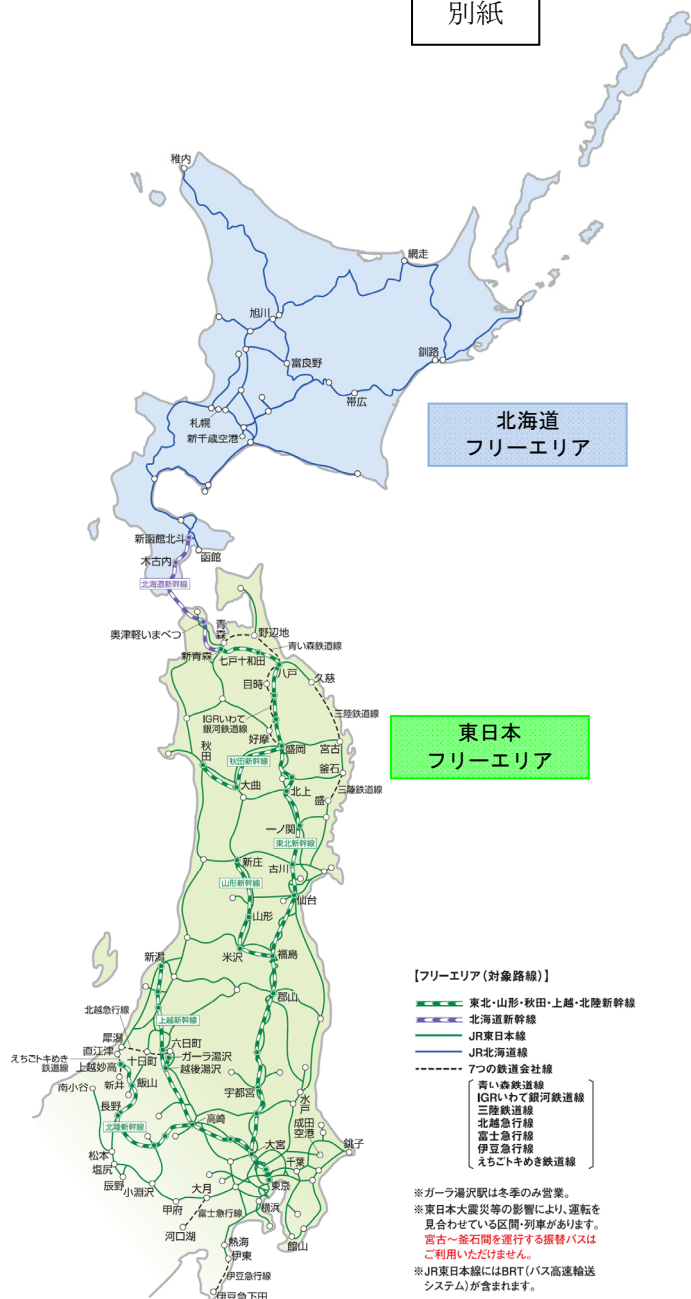 別紙
稚内
網走
旭川
釧路
富良野
帯広
札幌
新千歳空港
北海道
フリーエリア
新函館北斗
函館
木古内
北海道新幹線
奥津軽いまべつ
青森
野辺地
青い森鉄道線
新青森
七戸十和田
八戸
目時
久慈
IGRいわて
銀河鉄道線
三陸鉄道線
好摩
盛岡
宮古
東日本
フリーエリア
秋田
秋田新幹線
釜石
大曲
北上
盛
三陸鉄道線
一ノ関
東北新幹線
新庄
古川
山形新幹線
仙台
山形
新潟
米沢
福島
郡山
北越急行線
上越新幹線
犀潟
六日町
直江津
十日町
ガーラ湯沢
えちごトキめき
鉄道線
上越妙高
越後湯沢
新井
飯山
南小谷
宇都宮
水戸
長野
高崎
成田
空港
北陸新幹線
大宮
銚子
松本
千葉
塩尻
東京
辰野
小淵沢
大月
横浜
甲府
富士急行線
河口湖
館山
熱海
伊東
伊豆急行線
伊豆急下田
【フリーエリア(対象路線)】
東北・山形・秋田・上越・北陸新幹線
北海道新幹線
JR東日本線
JR北海道線
7つの鉄道会社線
青い森鉄道線
IGRいわて銀河鉄道線
三陸鉄道線
北越急行線
富士急行線
伊豆急行線
えちごトキめき鉄道線
※ガーラ湯沢駅は冬季のみ営業。
※東日本大震災等の影響により、運転を
見合わせている区間・列車があります。
宮古～釜石間を運行する振替バスは
ご利用いただけません。
※JR東日本線にはBRT(バス高速輸送
システム)が含まれます。